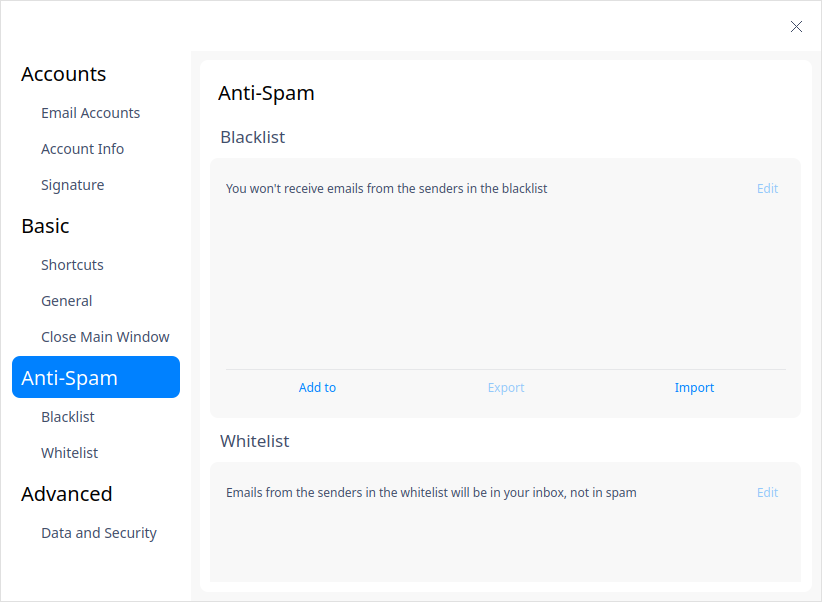 Accounts
Email Accounts
Account Info
Signature
Basic
Shortcuts
General
Close Main Window
Anti-Spam
Blacklist
Whitelist
Advanced
Data and Security
Anti-Spam
Blacklist
You won't receive emails from the senders in the blacklist Edit
Add to Export Import
Whitelist
Emails from the senders in the whitelist will be in your inbox, not in spam Edit